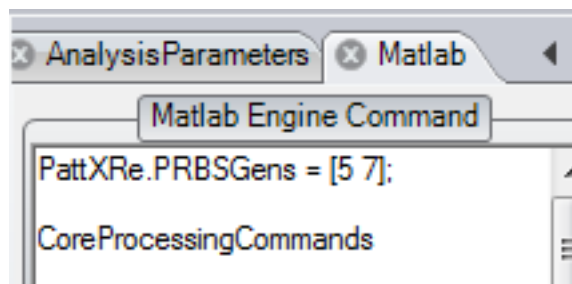 AnalysisParameters Matlab
Matlab Engine Command
PattXRe.PRBSGens = [5 7];
CoreProcessingCommands